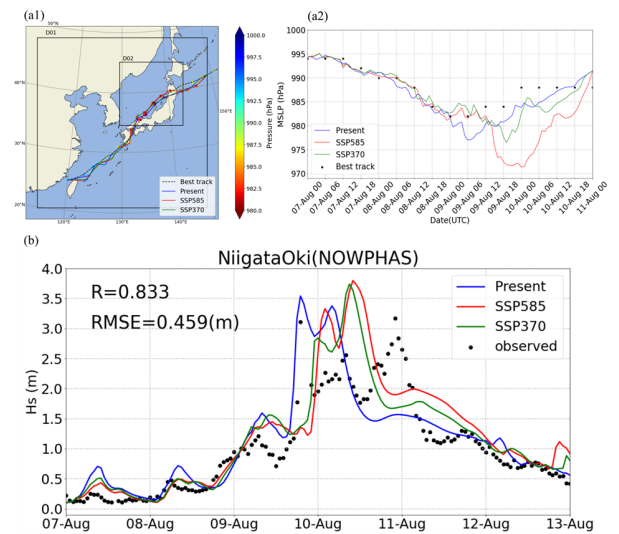 (a1)
(a2)
50°N
D01
D02
40°N
30°N
20°N
150°E
120°E
130°E
140°E
Best track
Present
SSP585
SSP370
1000.0
997.5
995.0
992.5
990.0
987.5
985.0
982.5
980.0
Pressure (hPa)
1000
995
990
985
980
975
970
MSLP (hPa)
Present
SSP585
SSP370
Best track
07-Aug 00
07-Aug 06
07-Aug 12
07-Aug 18
08-Aug 00
08-Aug 06
08-Aug 12
08-Aug 18
09-Aug 00
09-Aug 06
09-Aug 12
09-Aug 18
10-Aug 00
10-Aug 06
10-Aug 12
10-Aug 18
11-Aug 00
Date(UTC)
(b)
NiigataOki(NOWPHAS)
R=0.833
RMSE=0.459(m)
Present
SSP585
SSP370
observed
4.0
3.5
3.0
2.5
2.0
1.5
1.0
0.5
0.0
Hs (m)
07-Aug 08-Aug 09-Aug 10-Aug 11-Aug 12-Aug 13-Aug